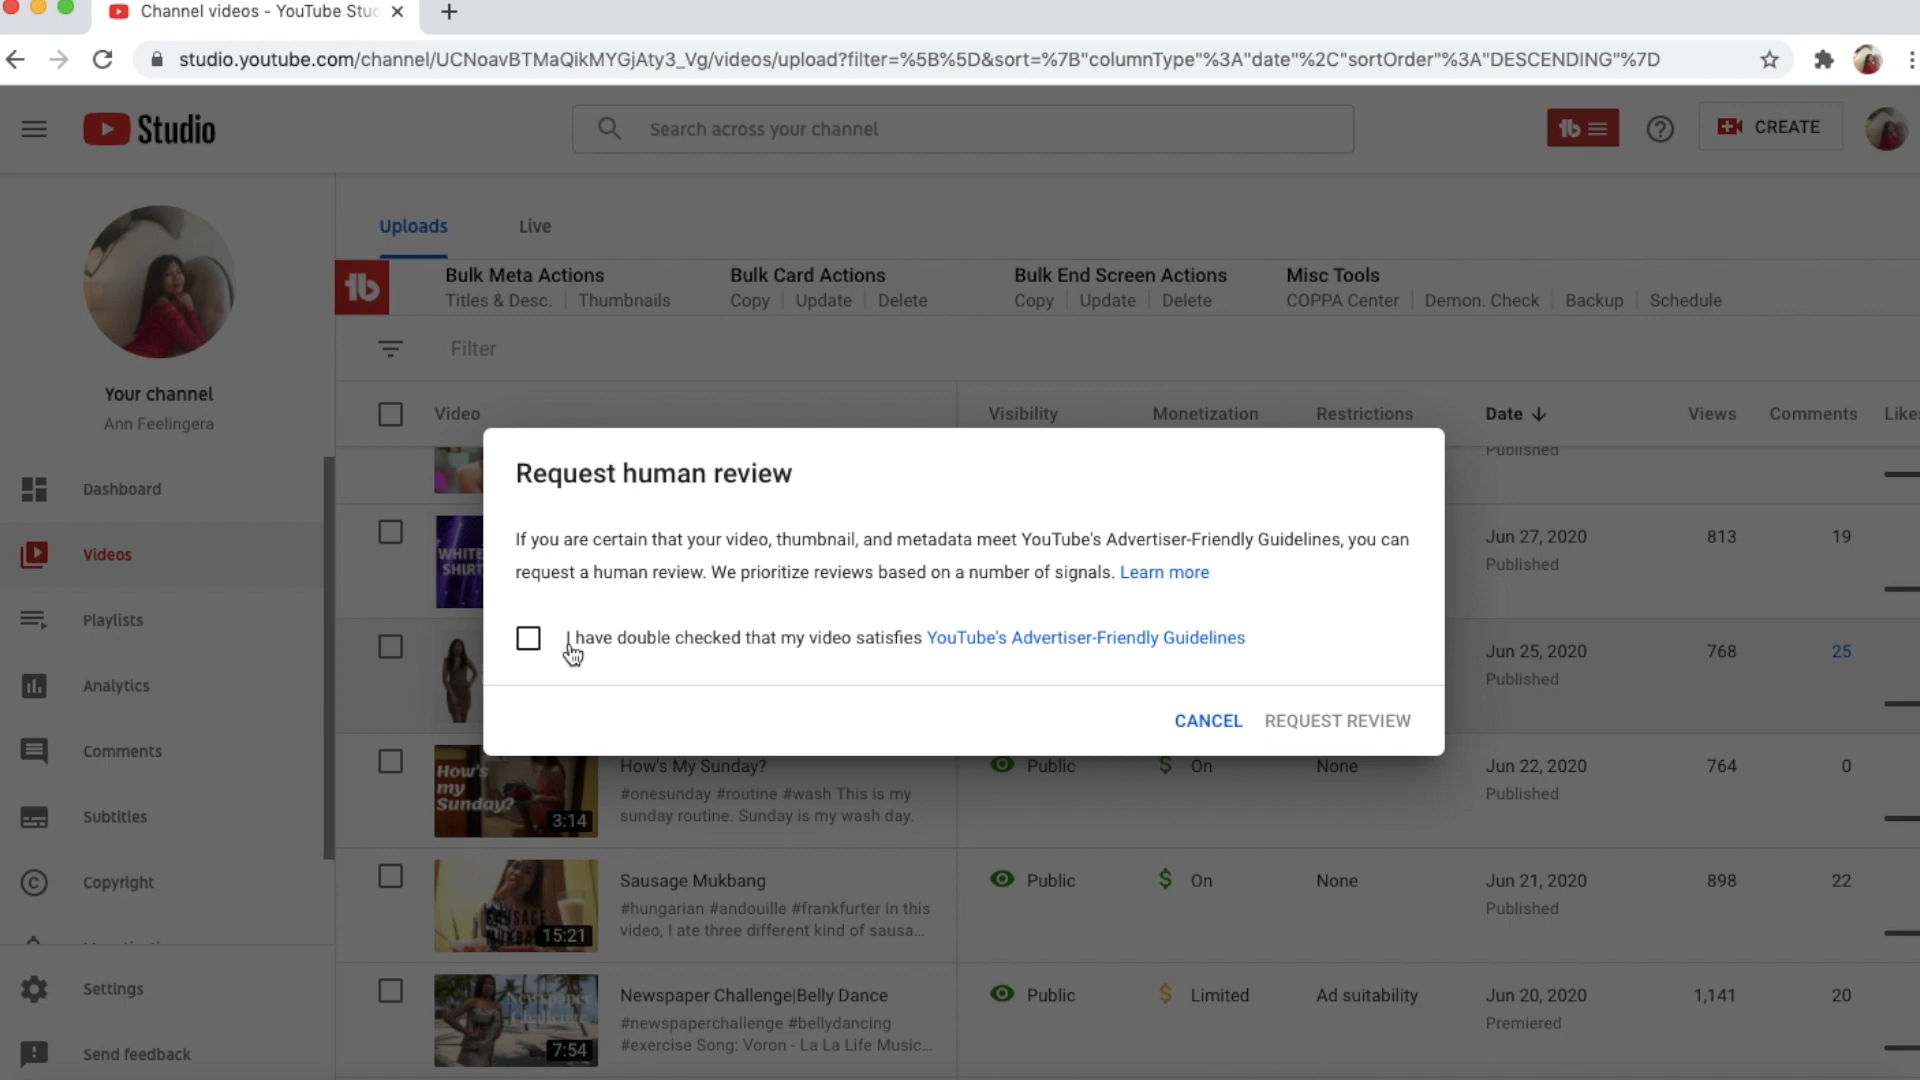 Channel videos - YouTube Stu
studio.youtube.com/channel/UCNoavBTMaQikMYGjAty3_Vg/videos/upload?filter=%5B%5D&sort=%7B"columnType"%3A"date"%2C"sortOrder"%3A"DESCENDING"%7D
Studio
Search across your channel
CREATE
Uploads
Live
Bulk Meta Actions
Titles & Desc.
Thumbnails
Bulk Card Actions
Copy
Update
Delete
Bulk End Screen Actions
Copy
Update
Delete
Misc Tools
COPPA Center
Demon. Check
Backup
Schedule
Filter
Your channel
Ann Feelingera
Video
Visibility
Monetization
Restrictions
Date
Views
Comments
Likes
Published
Request human review
If you are certain that your video, thumbnail, and metadata meet YouTube's Advertiser-Friendly Guidelines, you can
request a human review. We prioritize reviews based on a number of signals. Learn more
I have double checked that my video satisfies YouTube's Advertiser-Friendly Guidelines
CANCEL
REQUEST REVIEW
Dashboard
Videos
Playlists
Analytics
Comments
Subtitles
Copyright
Settings
Send feedback
WHITE
SHIRT
Jun 27, 2020
Published
813
19
Jun 25, 2020
Published
768
25
How's
my
Sunday?
3:14
How's My Sunday?
#onesunday #routine #wash This is my
sunday routine. Sunday is my wash day.
Public
On
None
Jun 22, 2020
Published
764
0
SAUSAGE
MUKBANG
15:21
Sausage Mukbang
#hungarian #andouille #frankfurter In this
video, I ate three different kind of sausa...
Public
On
None
Jun 21, 2020
Published
898
22
Newspaper
Challenge
7:54
Newspaper Challenge|Belly Dance
#newspaperchallenge #bellydancing
#exercise Song: Voron - La La Life Music...
Public
Limited
Ad suitability
Jun 20, 2020
Premiered
1,141
20